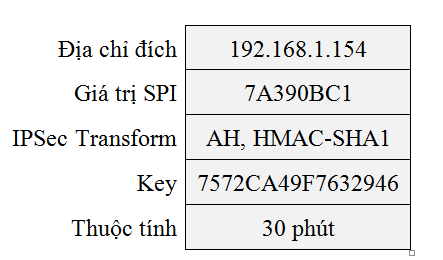 Địa chỉ đích 192.168.1.154
Giá trị SPI 7A390BC1
IPSec Transform AH, HMAC-SHA1
Key 7572CA49F7632946
Thuộc tính 30 phút